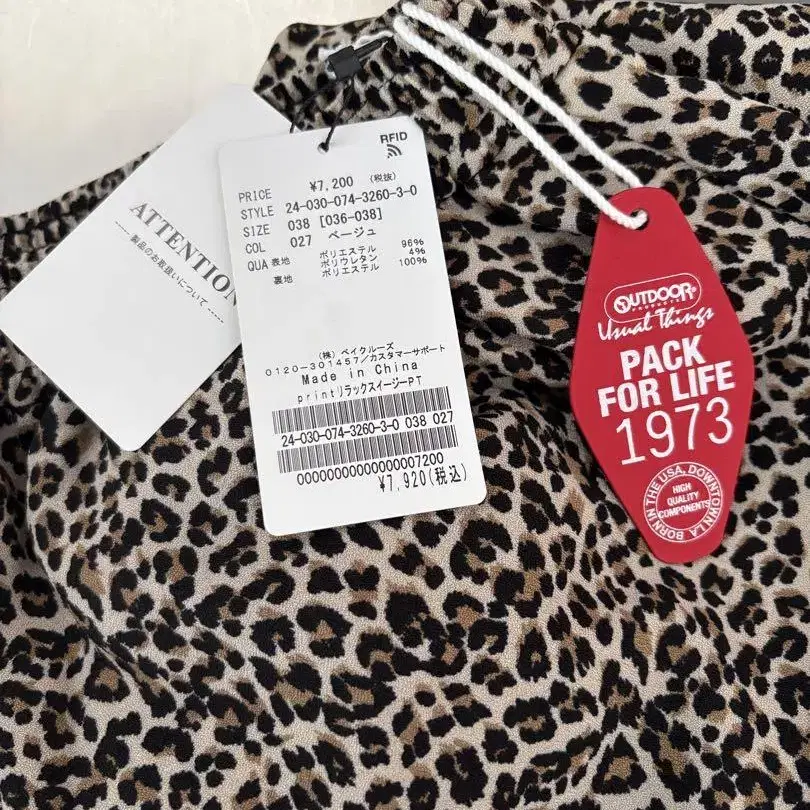 ATTENTION
----- 製品のお取扱いについて -----
RFID
PRICE ¥7,200 (税抜)
STYLE 24-030-074-3260-3-0
SIZE 038 [036-038]
COL 027 ベージュ
QUA 表地 ポリエステル 96%
ポリウレタン 4%
裏地 ポリエステル 100%
(株) ベイクルーズ
0120-301457/カスタマーサポート
Made in China
printリラックスイージーPT
24-030-074-3260-3-0 038 027
00000000000000007200
¥7,920(税込)
OUTDOOR
PRODUCTS
Usual Things
PACK
FOR LIFE
1973
BORN IN THE USA, DOWNTOWN L.A
HIGH
QUALITY
COMPONENTS